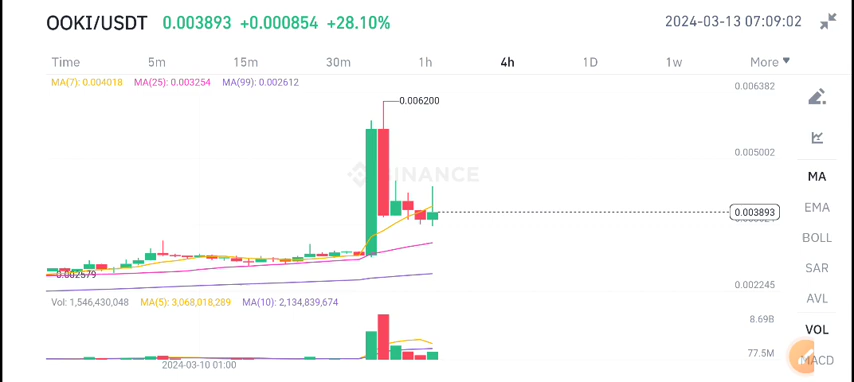 OOKI/USDT 0.003893 +0.000854 +28.10% 2024-03-13 07:09:02
Time 5m 15m 30m 1h 4h 1D 1w More
MA(7): 0.004018 MA(25): 0.003254 MA(99): 0.002612
0.006382
0.006200
0.005002
BINANCE
0.003893
0.002579
0.002245
Vol: 1,546,430,048 MA(5): 3,068,018,289 MA(10): 2,134,839,674
8.69B
77.5M
2024-03-10 01:00
MA
EMA
BOLL
SAR
AVL
VOL
MACD